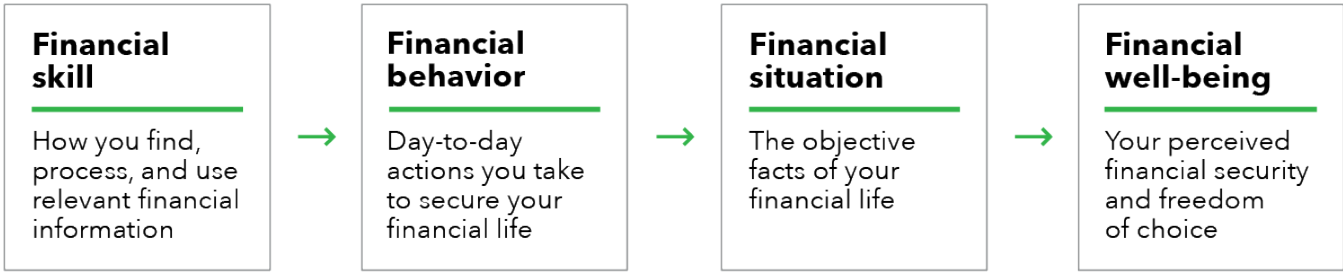 Financial
skill
How you find,
process, and use
relevant financial
information
→
Financial
behavior
Day-to-day
actions you take
to secure your
financial life
→
Financial
situation
The objective
facts of your
financial life
→
Financial
well-being
Your perceived
financial security
and freedom
of choice